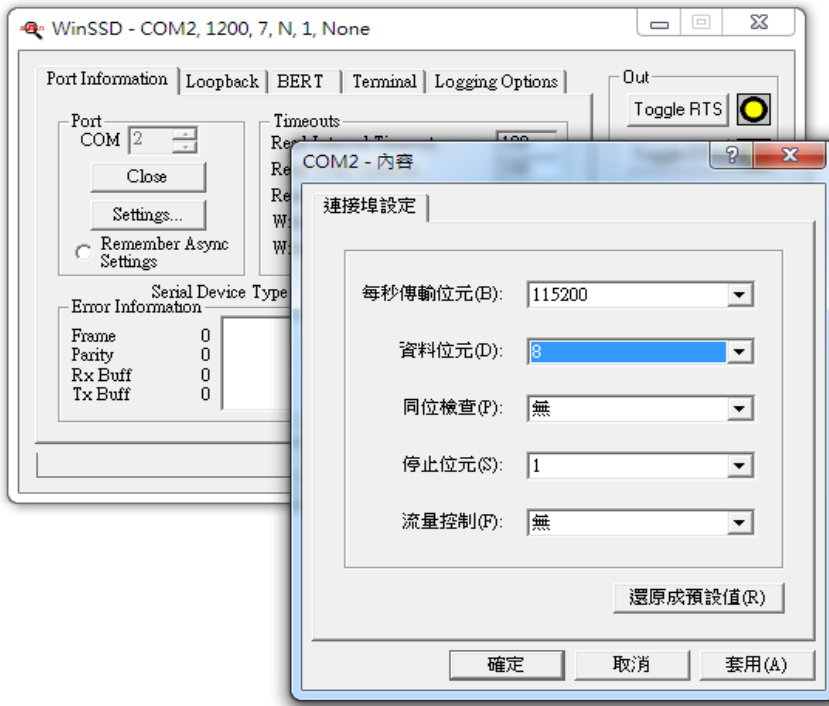 WinSSD - COM2, 1200, 7, N, 1, None
Port Information
Loopback
BERT
Terminal
Logging Options
Port
COM 2
Close
Settings...
Remember Async
Settings
Timeouts
Out
Toggle RTS
Serial Device Type
Error Information
Frame 0
Parity 0
Rx Buff 0
Tx Buff 0
COM2 - 內容
連接埠設定
每秒傳輸位元(B): 115200
資料位元(D): 8
同位檢查(P): 無
停止位元(S): 1
流量控制(F): 無
還原成預設值(R)
確定
取消
套用(A)